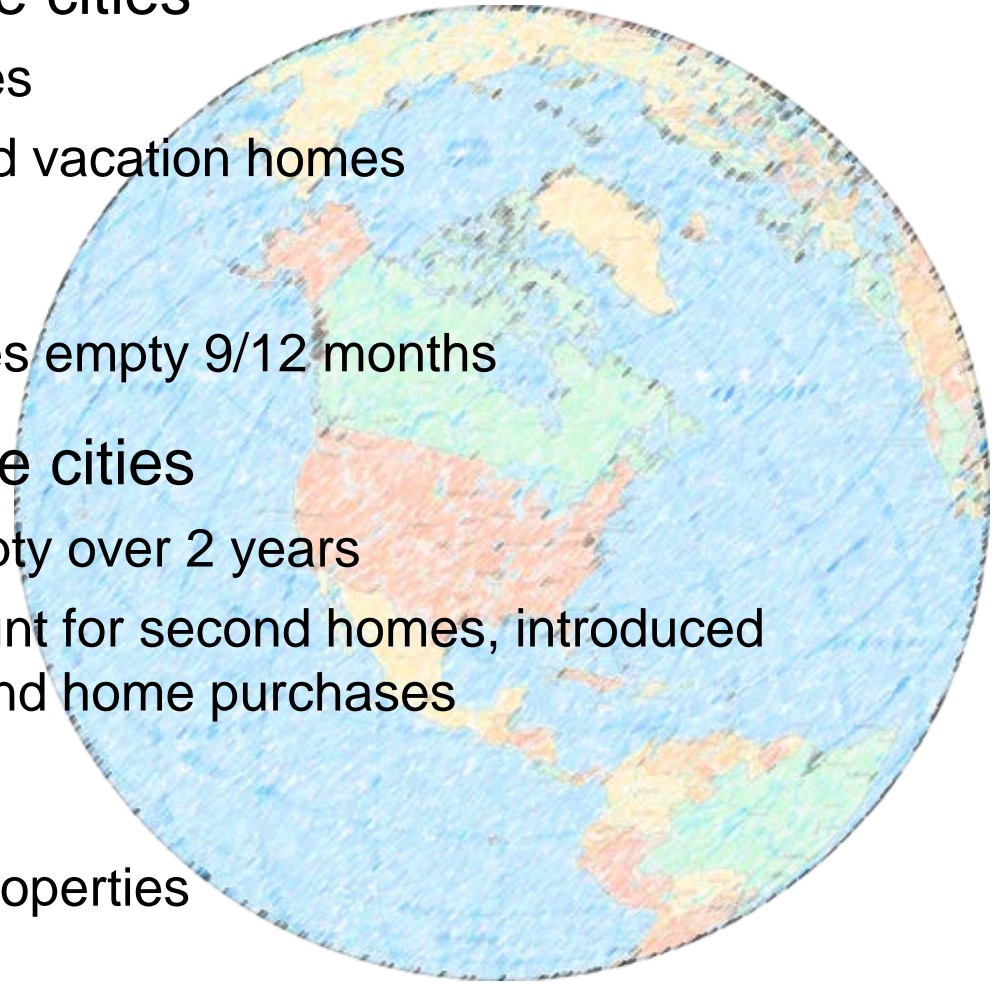 e cities
es
d vacation homes
es empty 9/12 months
e cities
pty over 2 years
nt for second homes, introduced
nd home purchases
operties